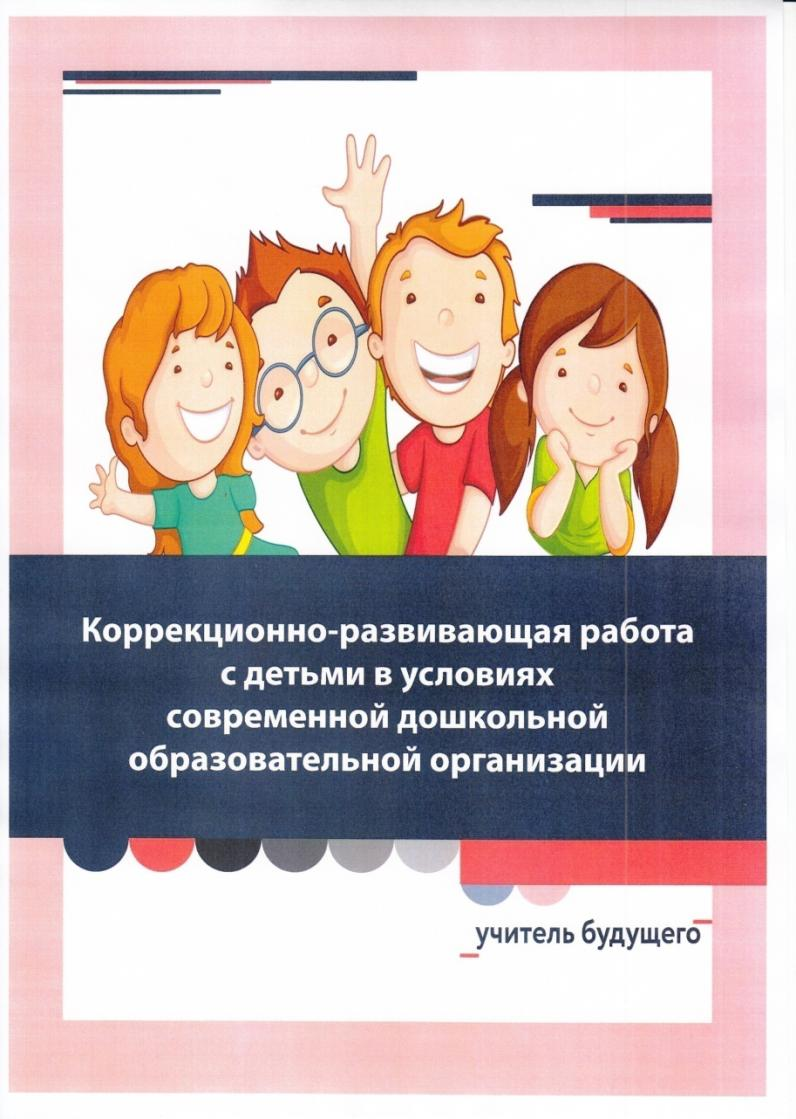 Коррекционно-развивающая работа
с детьми в условиях
современной дошкольной
образовательной организации
учитель будущего